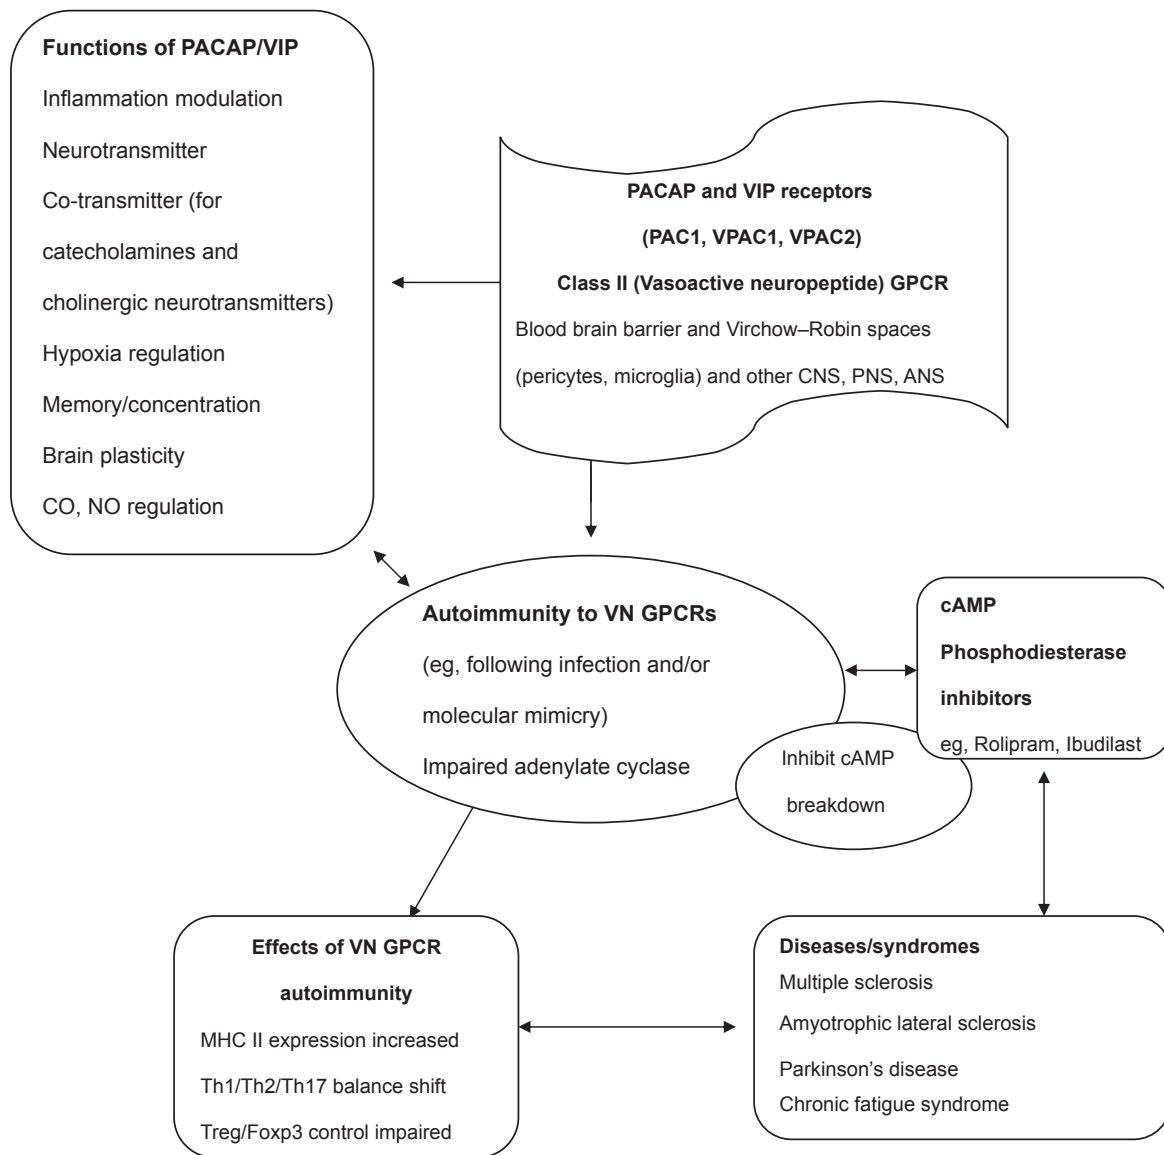 Functions of PACAP/VIP
Inflammation modulation
Neurotransmitter
Co-transmitter (for
catecholamines and
cholinergic neurotransmitters)
Hypoxia regulation
Memory/concentration
Brain plasticity
CO, NO regulation
PACAP and VIP receptors
(PAC1, VPAC1, VPAC2)
Class II (Vasoactive neuropeptide) GPCR
Blood brain barrier and Virchow–Robin spaces
(pericytes, microglia) and other CNS, PNS, ANS
Autoimmunity to VN GPCRs
(eg, following infection and/or
molecular mimicry)
Impaired adenylate cyclase
cAMP
Phosphodiesterase
inhibitors
eg, Rolipram, Ibudilast
Inhibit cAMP
breakdown
Effects of VN GPCR
autoimmunity
MHC II expression increased
Th1/Th2/Th17 balance shift
Treg/Foxp3 control impaired
Diseases/syndromes
Multiple sclerosis
Amyotrophic lateral sclerosis
Parkinson’s disease
Chronic fatigue syndrome